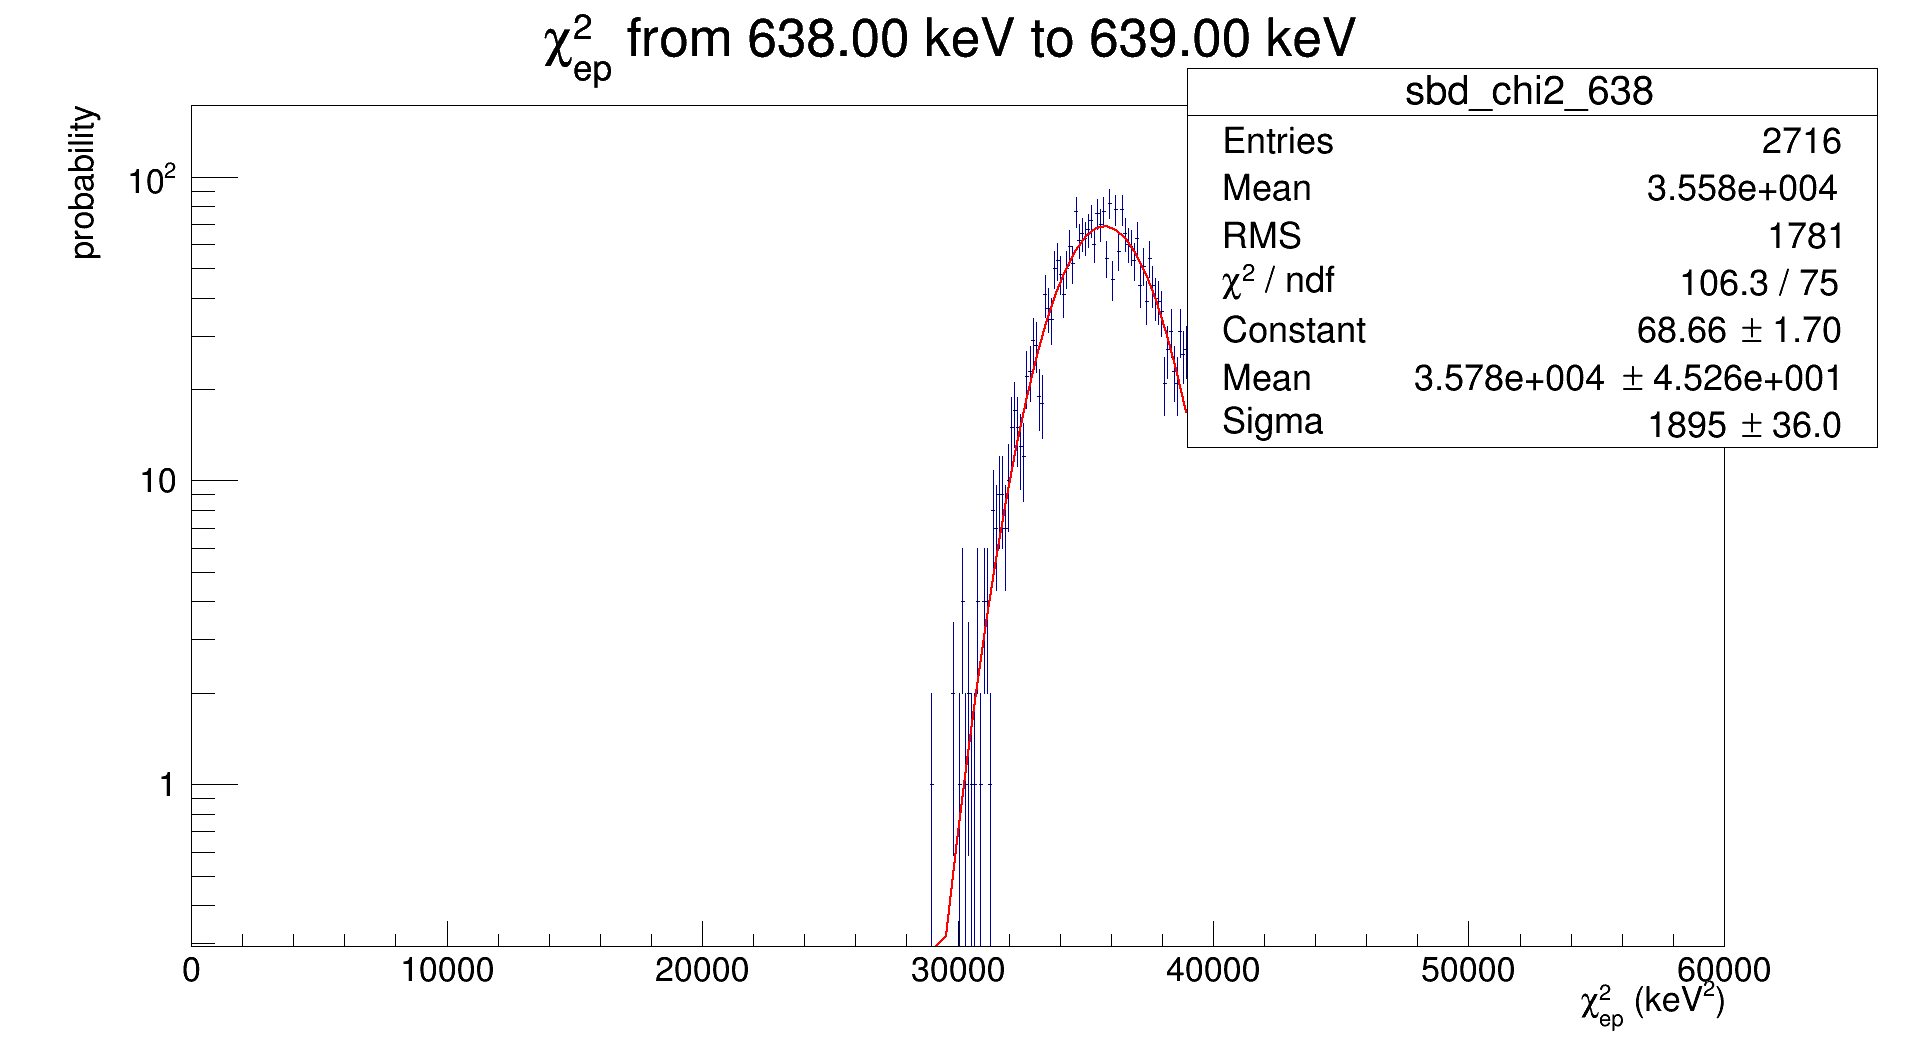 χ²ep from 638.00 keV to 639.00 keV
probability
sbd_chi2_638
Entries 2716
Mean 3.558e+004
RMS 1781
χ² / ndf 106.3 / 75
Constant 68.66 ± 1.70
Mean 3.578e+004 ± 4.526e+001
Sigma 1895 ± 36.0
10²
10
1
0 10000 20000 30000 40000 50000 60000
χ²ep (keV²)